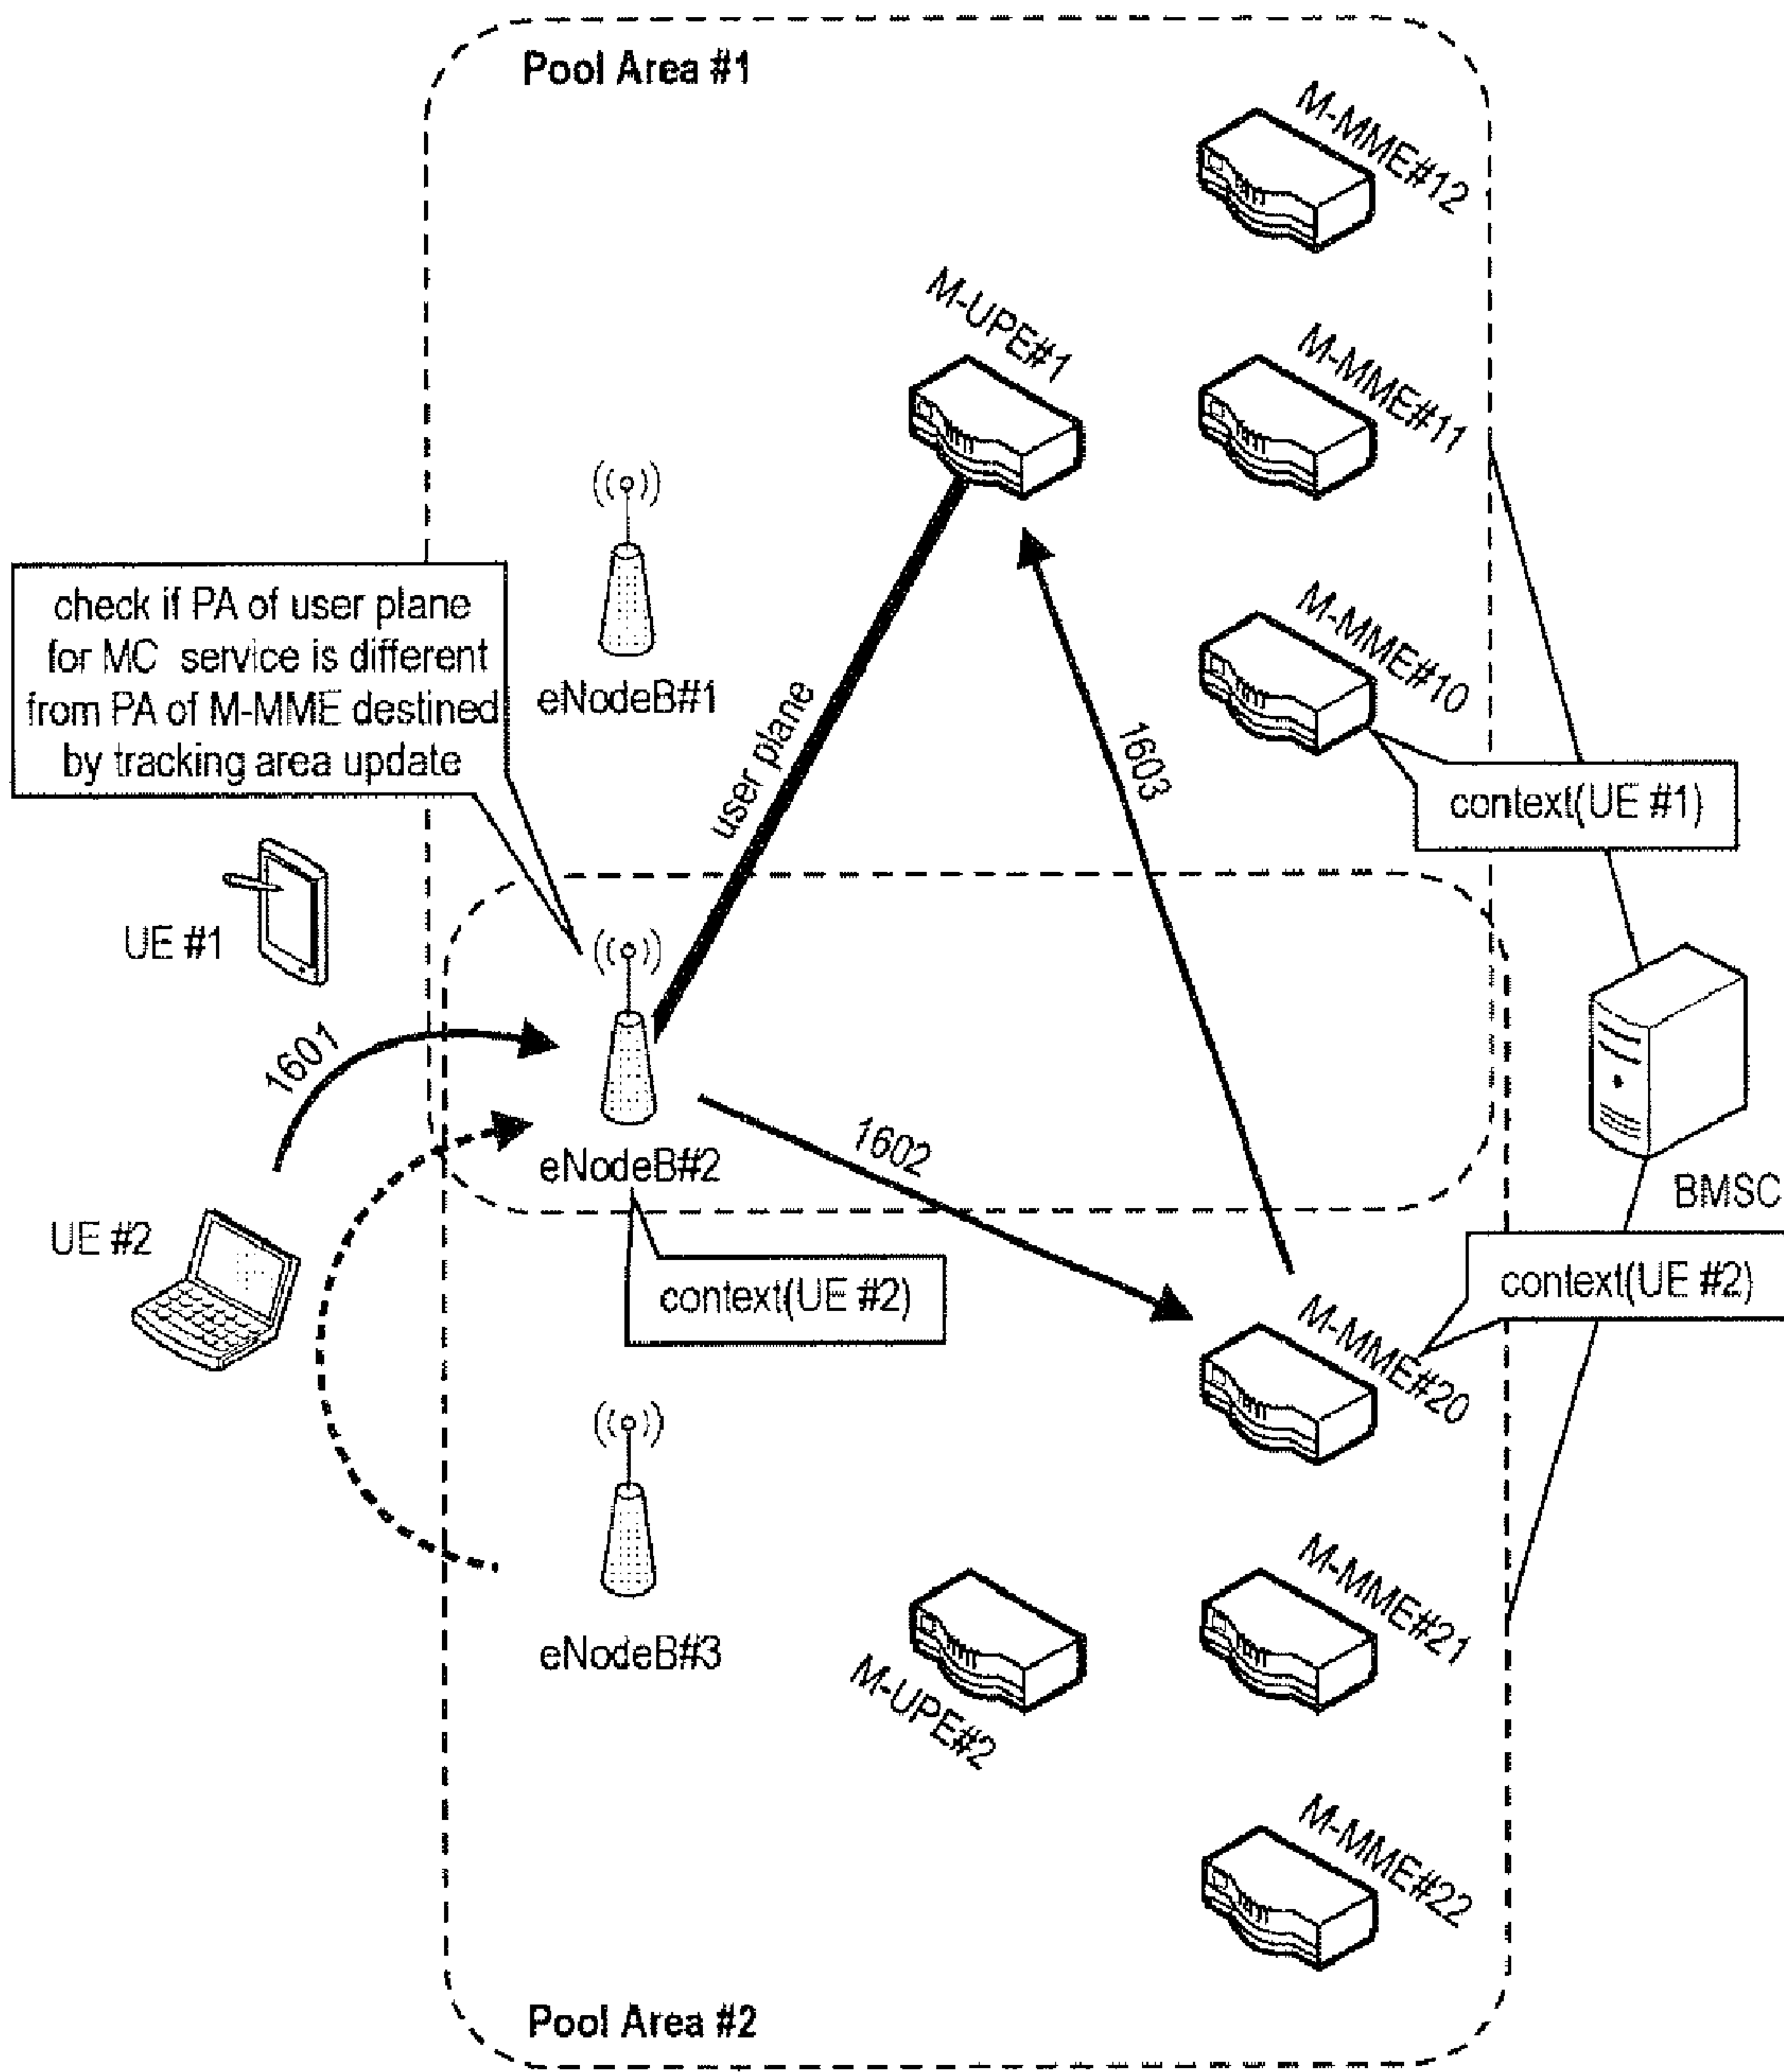 Pool Area #1
M-MME#12
M-UPE#1
M-MME#11
check if PA of user plane
for MC service is different
from PA of M-MME destined
by tracking area update
eNodeB#1
M-MME#10
user plane
1603
context(UE #1)
UE #1
1601
eNodeB#2
1602
BMSC
UE #2
context(UE #2)
context(UE #2)
M-MME#20
eNodeB#3
M-UPE#2
M-MME#21
M-MME#22
Pool Area #2